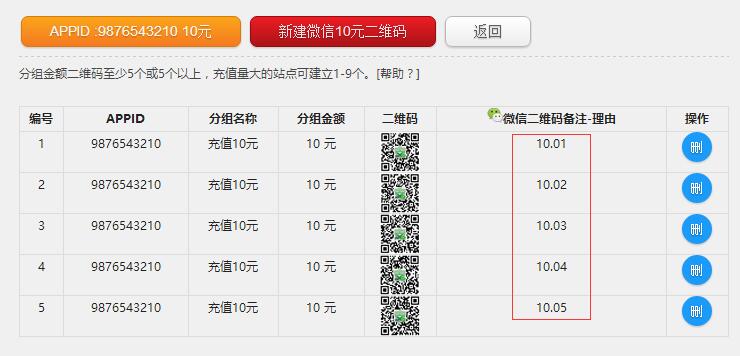 APPID :9876543210 10元 新建微信10元二维码 返回
分组金额二维码至少5个或5个以上，充值量大的站点可建立1-9个。[帮助？]
编号 APPID 分组名称 分组金额 二维码 微信二维码备注-理由 操作
1 9876543210 充值10元 10 元 10.01 删
2 9876543210 充值10元 10 元 10.02 删
3 9876543210 充值10元 10 元 10.03 删
4 9876543210 充值10元 10 元 10.04 删
5 9876543210 充值10元 10 元 10.05 删